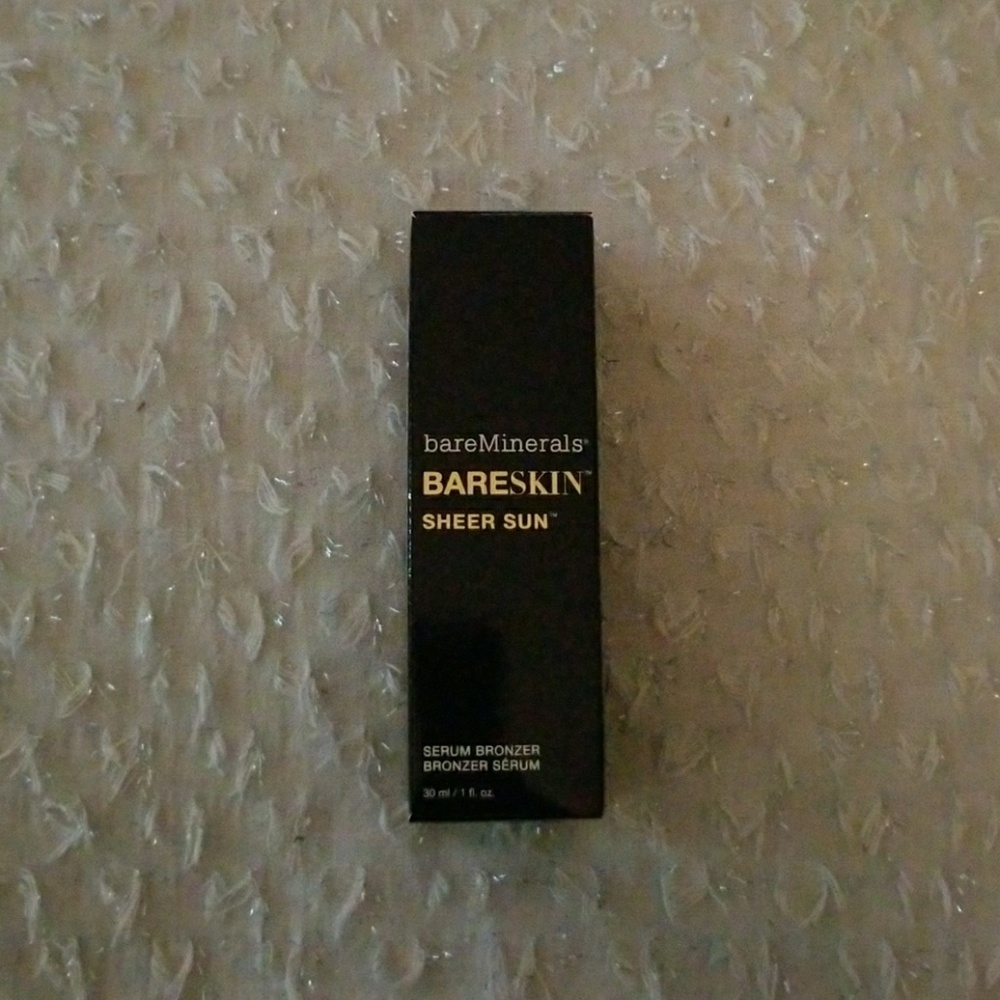 bareMinerals®
BARESKIN™
SHEER SUN™
SERUM BRONZER
BRONZER SÉRUM
30 ml / 1 fl. oz.